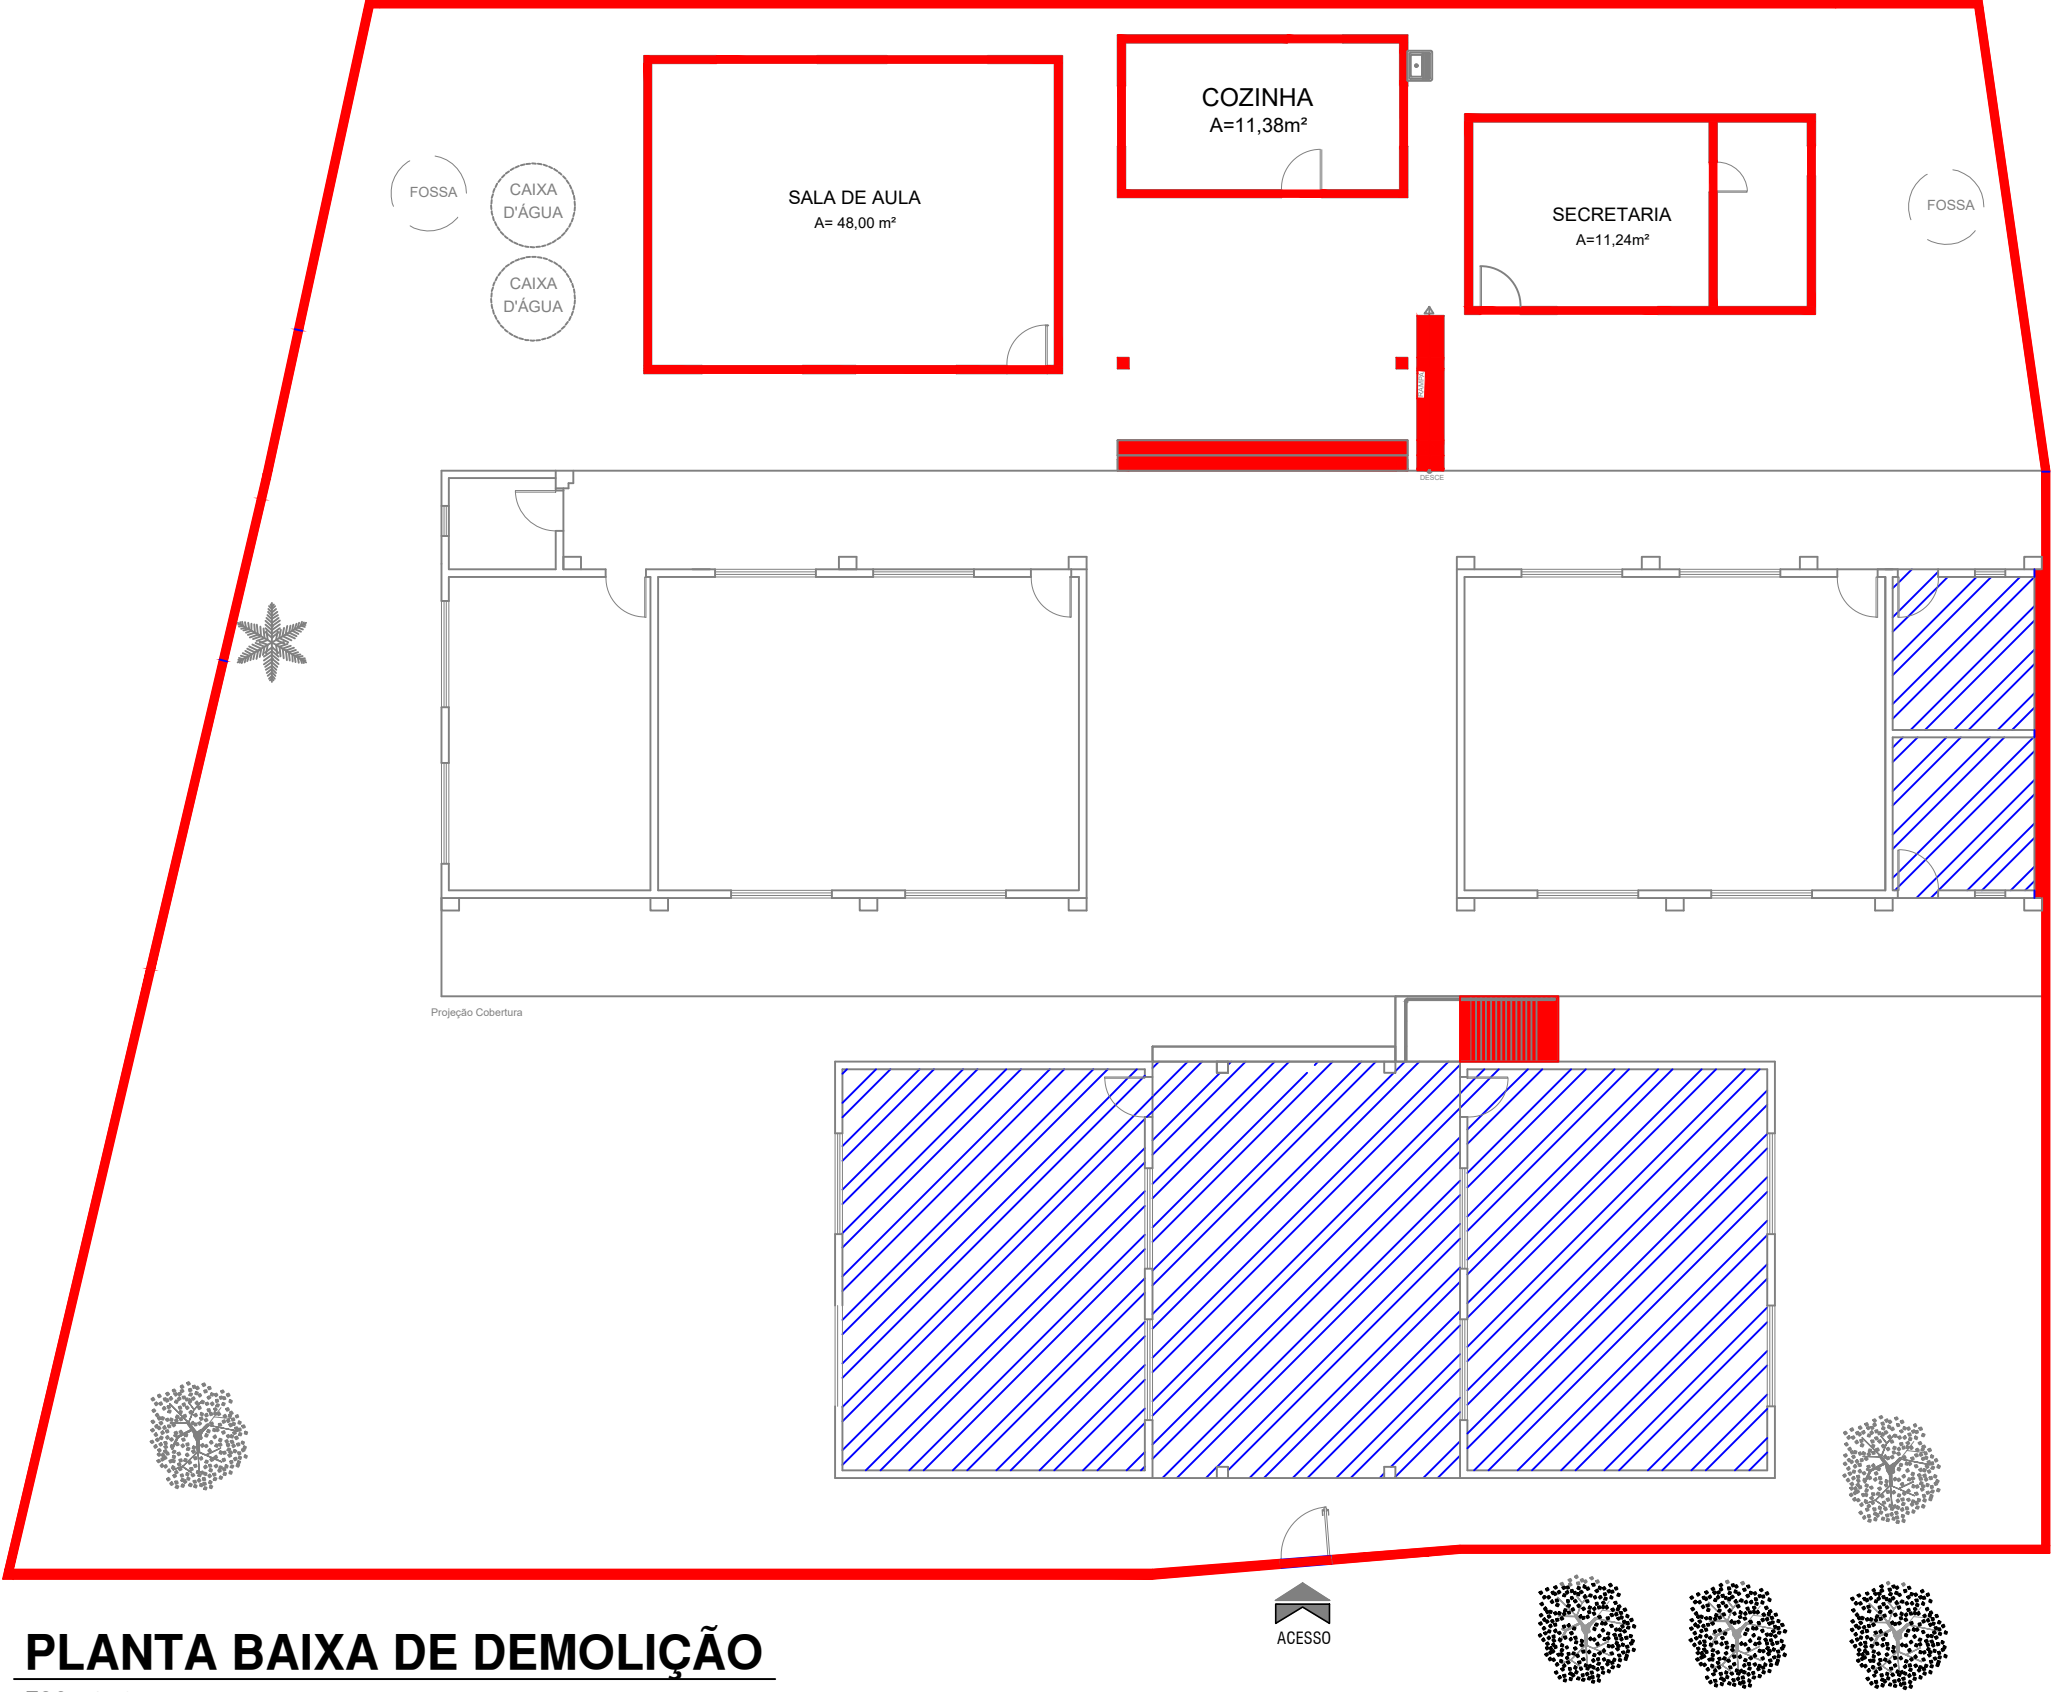 COZINHA
A=11,38m²
SALA DE AULA
A= 48,00 m²
SECRETARIA
A=11,24m²
FOSSA
CAIXA
D'ÁGUA
CAIXA
D'ÁGUA
FOSSA
RAMPA
DESCE
Projeção Cobertura
ACESSO
PLANTA BAIXA DE DEMOLIÇÃO